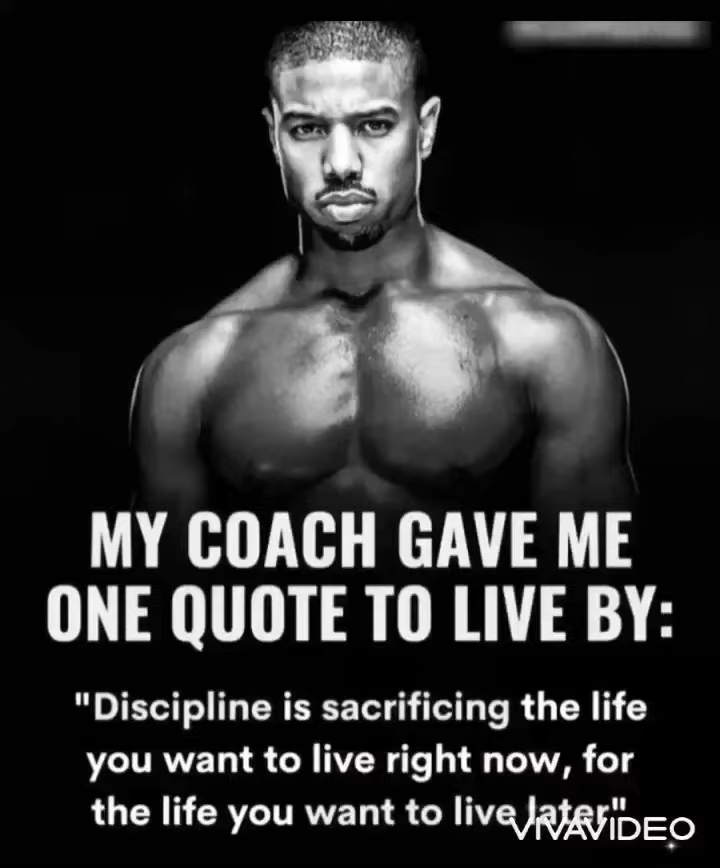 MY COACH GAVE ME
ONE QUOTE TO LIVE BY:
"Discipline is sacrificing the life
you want to live right now, for
the life you want to live later"
VIVAVIDEO